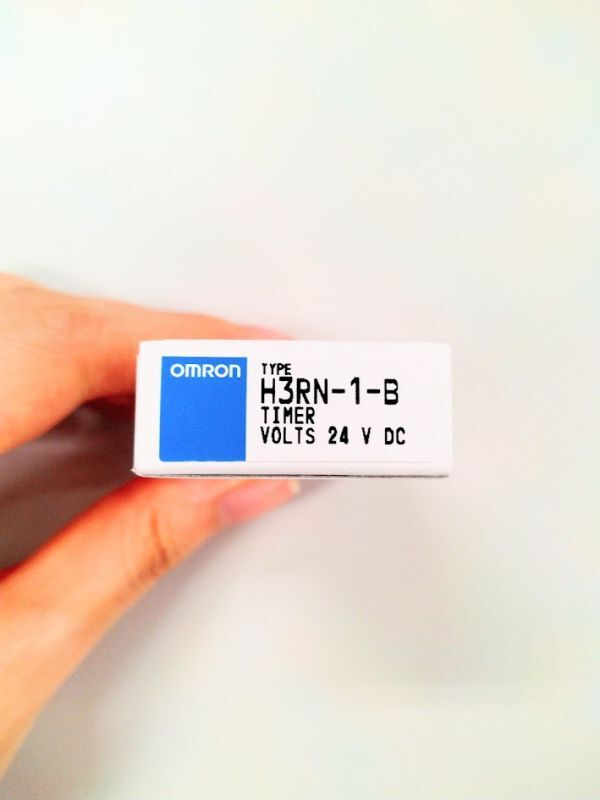 OMRON
TYPE
H3RN-1-B
TIMER
VOLTS 24 V DC